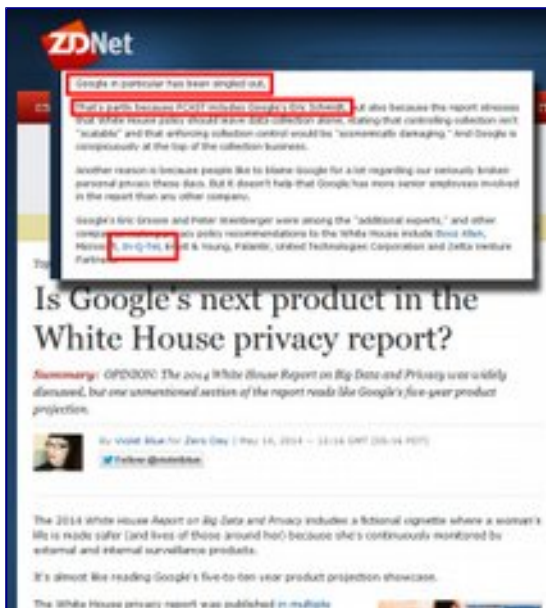 ZDNet
Google in particular has been singled out,
That's partly because PCAST includes Google's Eric Schmidt, but also because the report stresses
that White House policy should leave data collection alone, stating that controlling collection isn't
"scalable" and that enforcing collection control would be "economically damaging." And Google is
conspicuously at the top of the collection business.
Another reason is because people like to blame Google for a lot regarding our seriously broken
personal privacy these days. But it doesn't help that Google has more senior employees involved
in the report than any other company.
Google's Eric Grosse and Peter Weinberger were among the "additional experts," and other
policy recommendations to the White House include Booz Allen,
Microsoft, In-Q-Tel, & Young, Palantir, United Technologies Corporation and Zetta Venture
Partners.
Is Google's next product in the
White House privacy report?
Summary: OPINION: The 2014 White House Report on Big Data and Privacy was widely
discussed, but one unmentioned section of the report reads like Google's five-year product
projection.
By Violet Blue for Zero Day | May 14, 2014 --
Follow @violetblue
The 2014 White House Report on Big Data and Privacy includes a fictional vignette where a woman's
life is made safer (and lives of those around her) because she's continuously monitored by
external and internal surveillance products.
It's almost like reading Google's five-to-ten year product projection showcase.
The White House privacy report was published in multiple